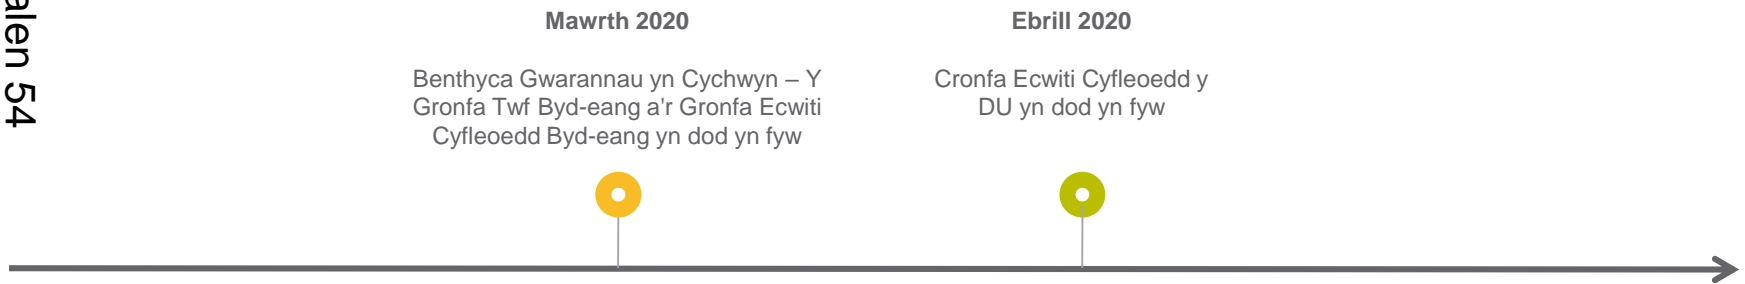 Mawrth 2020
Benthyca Gwarannau yn Cychwyn – Y
Gronfa Twf Byd-eang a'r Gronfa Ecwiti
Cyfleoedd Byd-eang yn dod yn fyw
Ebrill 2020
Cronfa Ecwiti Cyfleoedd y
DU yn dod yn fyw
54